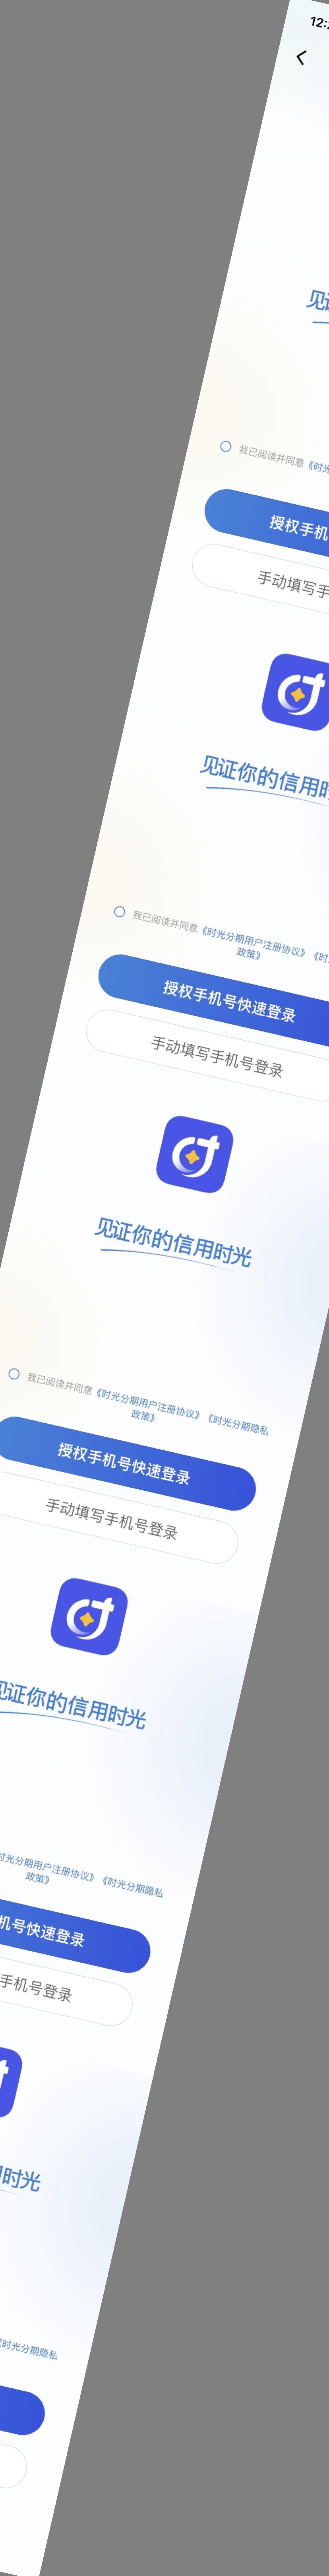 12:
见证
我已阅读并同意《时光
授权手机
手动填写手
见证你的信用时
我已阅读并同意《时光分期用户注册协议》《时
政策》
授权手机号快速登录
手动填写手机号登录
见证你的信用时光
我已阅读并同意《时光分期用户注册协议》《时光分期隐私
政策》
授权手机号快速登录
手动填写手机号登录
见证你的信用时光
时光分期用户注册协议》《时光分期隐私
政策》
机号快速登录
手机号登录
时光
时光分期隐私